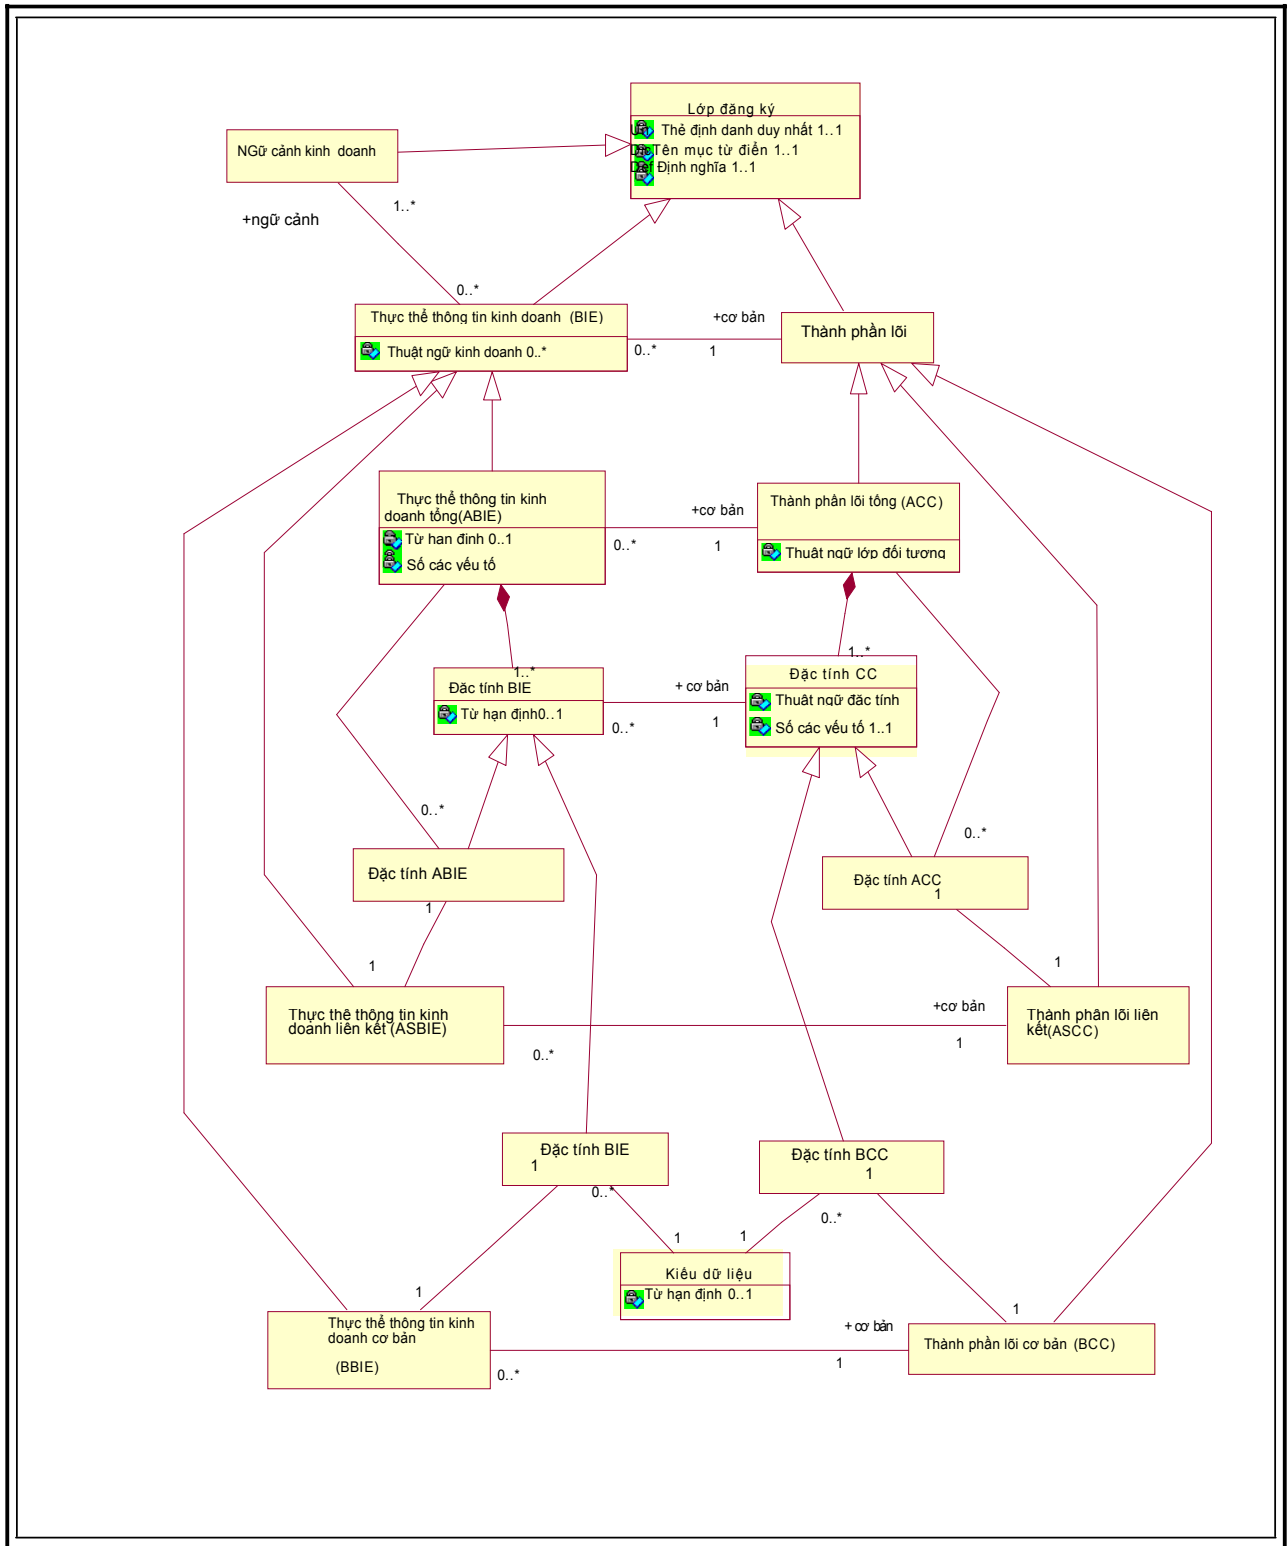 Lớp đăng ký
Thẻ định danh duy nhất 1..1
Tên mục từ điển 1..1
Định nghĩa 1..1
NGữ cảnh kinh doanh
1..*
+ngữ cảnh
0..*
Thực thể thông tin kinh doanh (BIE)
Thuật ngữ kinh doanh 0..*
+cơ bản
0..*
1
Thành phần lõi
Thực thể thông tin kinh
doanh tổng(ABIE)
Từ hạn định 0..1
Số các yếu tố
+cơ bản
0..*
1
Thành phần lõi tổng (ACC)
Thuật ngữ lớp đối tượng
1..*
Đặc tính BIE
Từ hạn định0..1
+ cơ bản
0..*
1
1..*
Đặc tính CC
Thuật ngữ đặc tính
Số các yếu tố 1..1
0..*
0..*
Đặc tính ABIE
1
Đặc tính ACC
1
1
1
Thực thể thông tin kinh
doanh liên kết (ASBIE)
+cơ bản
0..*
1
Thành phần lõi liên
kết(ASCC)
Đặc tính BIE
1
0..*
Đặc tính BCC
1
0..*
1
1
Kiểu dữ liệu
Từ hạn định 0..1
1
1
Thực thể thông tin kinh
doanh cơ bản
(BBIE)
+ cơ bản
0..*
1
Thành phần lõi cơ bản (BCC)